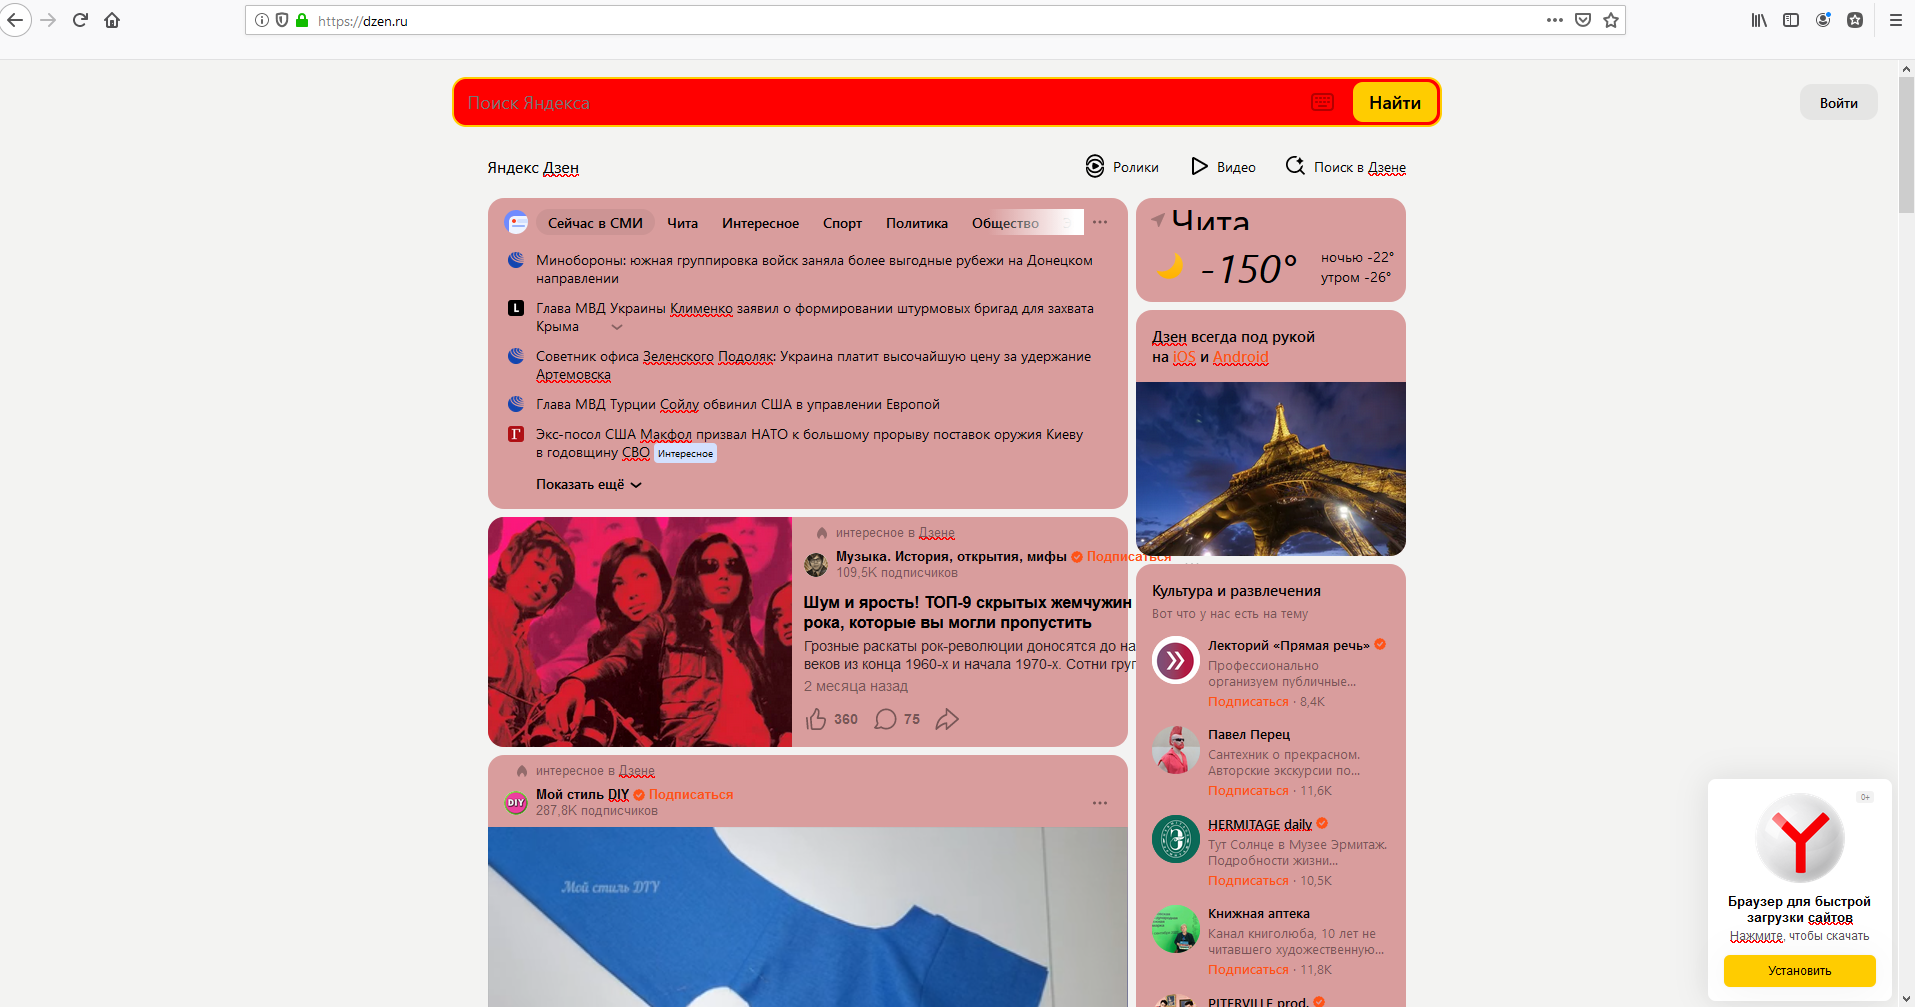 https://dzen.ru
Поиск Яндекса
Найти
Войти
Яндекс Дзен
Ролики
Видео
Поиск в Дзене
Сейчас в СМИ
Чита
Интересное
Спорт
Политика
Общество
Минобороны: южная группировка войск заняла более выгодные рубежи на Донецком
направлении
Глава МВД Украины Клименко заявил о формировании штурмовых бригад для захвата
Крыма
Советник офиса Зеленского Подоляк: Украина платит высочайшую цену за удержание
Артемовска
Глава МВД Турции Сойлу обвинил США в управлении Европой
Экс-посол США Макфол призвал НАТО к большому прорыву поставок оружия Киеву
в годовщину СВО Интересное
Показать ещё
Чита
-150°
ночью -22°
утром -26°
Дзен всегда под рукой
на iOS и Android
интересное в Дзене
Музыка. История, открытия, мифы Подписаться
109,5K подписчиков
Шум и ярость! ТОП-9 скрытых жемчужин
рока, которые вы могли пропустить
Грозные раскаты рок-революции доносятся до на
веков из конца 1960-х и начала 1970-х. Сотни груп
2 месяца назад
360
75
интересное в Дзене
DIY
Мой стиль DIY Подписаться
287,8K подписчиков
Мой стиль DIY
Культура и развлечения
Вот что у нас есть на тему
Лекторий «Прямая речь»
Профессионально
организуем публичные...
Подписаться · 8,4K
Павел Перец
Сантехник о прекрасном.
Авторские экскурсии по...
Подписаться · 11,6K
HERMITAGE daily
Тут Солнце в Музее Эрмитаж.
Подробности жизни...
Подписаться · 10,5K
Книжная аптека
Канал книголюба, 10 лет не
читавшего художественную...
Подписаться · 11,8K
PITERVILLE prod.
0+
Браузер для быстрой
загрузки сайтов
Нажмите, чтобы скачать
Установить